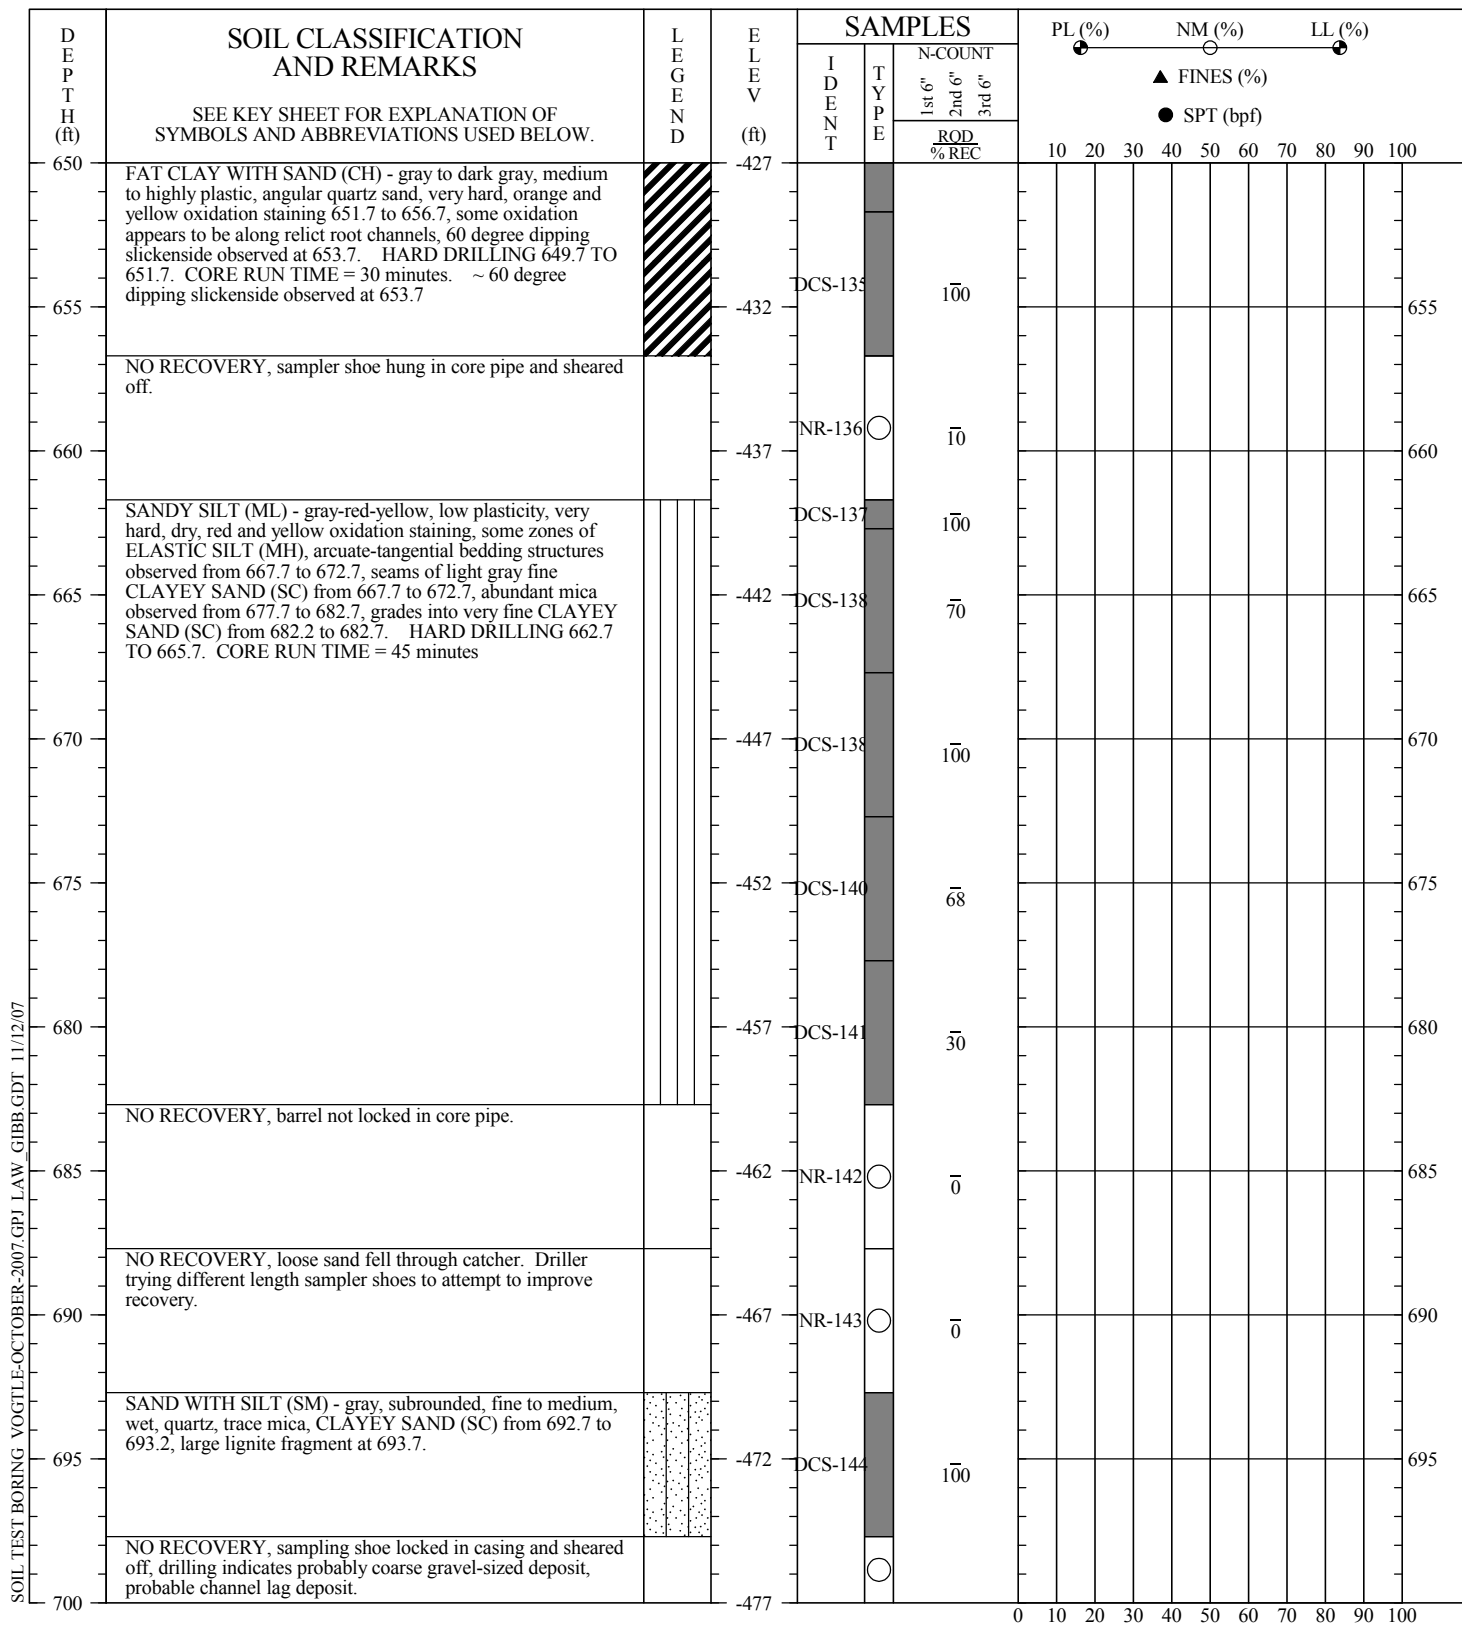 DEPTH
(ft)
SOIL CLASSIFICATION
AND REMARKS
SEE KEY SHEET FOR EXPLANATION OF
SYMBOLS AND ABBREVIATIONS USED BELOW.
LEGEND
ELEV
(ft)
SAMPLES
IDENT
TYPE
N-COUNT
1st 6"
2nd 6"
3rd 6"
RQD
% REC
PL (%)
NM (%)
LL (%)
▲ FINES (%)
● SPT (bpf)
10 20 30 40 50 60 70 80 90 100
650
-427
FAT CLAY WITH SAND (CH) - gray to dark gray, medium
to highly plastic, angular quartz sand, very hard, orange and
yellow oxidation staining 651.7 to 656.7, some oxidation
appears to be along relict root channels, 60 degree dipping
slickenside observed at 653.7. HARD DRILLING 649.7 TO
651.7. CORE RUN TIME = 30 minutes. ~ 60 degree
dipping slickenside observed at 653.7
DCS-135
100
655
-432
655
NO RECOVERY, sampler shoe hung in core pipe and sheared
off.
NR-136
10
660
-437
660
SANDY SILT (ML) - gray-red-yellow, low plasticity, very
hard, dry, red and yellow oxidation staining, some zones of
ELASTIC SILT (MH), arcuate-tangential bedding structures
observed from 667.7 to 672.7, seams of light gray fine
CLAYEY SAND (SC) from 667.7 to 672.7, abundant mica
observed from 677.7 to 682.7, grades into very fine CLAYEY
SAND (SC) from 682.2 to 682.7. HARD DRILLING 662.7
TO 665.7. CORE RUN TIME = 45 minutes
DCS-137
100
665
-442
DCS-138
70
665
670
-447
DCS-138
100
670
675
-452
DCS-140
68
675
680
-457
DCS-141
30
680
NO RECOVERY, barrel not locked in core pipe.
685
-462
NR-142
0
685
NO RECOVERY, loose sand fell through catcher. Driller
trying different length sampler shoes to attempt to improve
recovery.
690
-467
NR-143
0
690
SAND WITH SILT (SM) - gray, subrounded, fine to medium,
wet, quartz, trace mica, CLAYEY SAND (SC) from 692.7 to
693.2, large lignite fragment at 693.7.
695
-472
DCS-144
100
695
NO RECOVERY, sampling shoe locked in casing and sheared
off, drilling indicates probably coarse gravel-sized deposit,
probable channel lag deposit.
700
-477
0 10 20 30 40 50 60 70 80 90 100
SOIL TEST BORING VOGTLE-OCTOBER-2007.GPJ LAW_GIBB.GDT 11/12/07